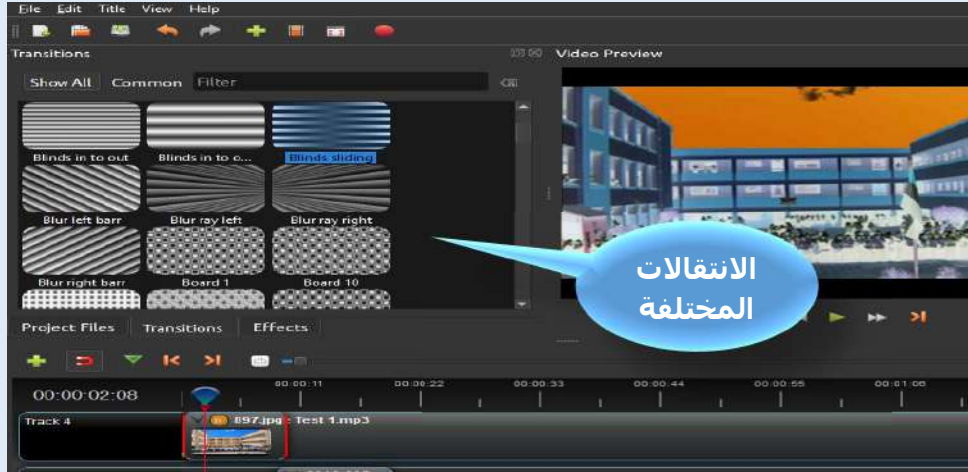 File Edit Title View Help
Transitions
Video Preview
Show All Common Filter
Blinds in to out Blinds in to o... Blinds sliding
Blur left barr Blur ray left Blur ray right
Blur right barr Board 1 Board 10
الانتقالات
المختلفة
Project Files Transitions Effects
00:00:02:08
00:00:11 00:00:22 00:00:33 00:00:44 00:00:55 00:01:06
Track 4
897.jpg
Test 1.mp3